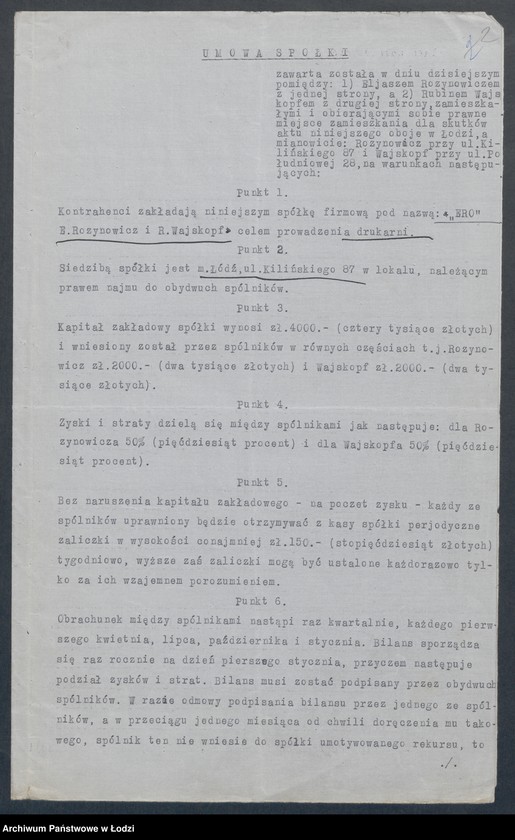 2
UMOWA SPÓŁKI
zawarta została w dniu dzisiejszym
pomiędzy: 1) Eljaszem Rozynowiczem
z jednej strony, a 2) Rubinem Wajs
kopfem z drugiej strony, zamieszka-
łymi i obierającymi sobie prawne
miejsce zamieszkania dla skutków
aktu niniejszego oboje w Łodzi, a
mianowicie: Rozynowicz przy ul.Ki-
lińskiego 87 i Wajskopf przy ul.Po
łudniowej 28, na warunkach następu-
jących:
Punkt 1.
Kontrahenci zakładają niniejszym spółkę firmową pod nazwą: „ERO"
E.Rozynowicz i R.Wajskopf" celem prowadzenia drukarni.
Punkt 2.
Siedzibą spółki jest m.Łódź, ul.Kilińskiego 87 w lokalu, należącym
prawem najmu do obydwuch spólników.
Punkt 3.
Kapitał zakładowy spółki wynosi zł.4000.- (cztery tysiące złotych)
i wniesiony został przez spólników w równych częściach t.j.Rozyno-
wicz zł.2000.- (dwa tysiące złotych) i Wajskopf zł.2000.- (dwa ty-
siące złotych).
Punkt 4.
Zyski i straty dzielą się między spólnikami jak następuje: dla Ro-
zynowicza 50% (pięćdziesiąt procent) i dla Wajskopfa 50% (pięćdzie-
siąt procent).
Punkt 5.
Bez naruszenia kapitału zakładowego - na poczet zysku - każdy ze
spólników uprawniony będzie otrzymywać z kasy spółki perjodyczne
zaliczki w wysokości conajmniej zł.150.- (stopięćdziesiąt złotych)
tygodniowo, wyższe zaś zaliczki mogą być ustalone każdorazowo tyl-
ko za ich wzajemnem porozumieniem.
Punkt 6.
Obrachunek między spólnikami nastąpi raz kwartalnie, każdego pierw-
szego kwietnia, lipca, października i stycznia. Bilans sporządza
się raz rocznie na dzień pierszego stycznia, przyczem następuje
podział zysków i strat. Bilans musi zostać podpisany przez obydwuch
spólników. W razie odmowy podpisania bilansu przez jednego ze spól-
ników, a w przeciągu jednego miesiąca od chwili doręczenia mu tako-
wego, spólnik ten nie wniesie do spółki umotywowanego rekursu, to
./.
Archiwum Państwowe w Łodzi